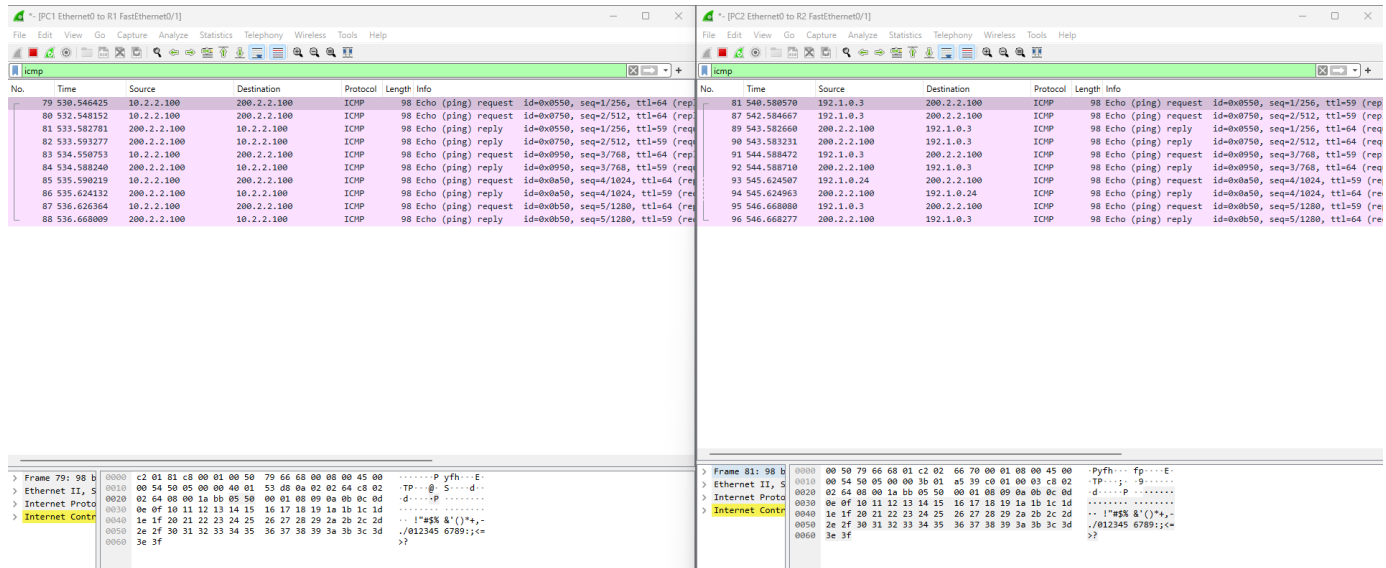 *- [PC1 Ethernet0 to R1 FastEthernet0/1]
File Edit View Go Capture Analyze Statistics Telephony Wireless Tools Help
icmp
No. Time Source Destination Protocol Length Info
79 530.546425 10.2.2.100 200.2.2.100 ICMP 98 Echo (ping) request id=0x0550, seq=1/256, ttl=64 (rep
80 532.548152 10.2.2.100 200.2.2.100 ICMP 98 Echo (ping) request id=0x0750, seq=2/512, ttl=64 (rep
81 533.582781 200.2.2.100 10.2.2.100 ICMP 98 Echo (ping) reply id=0x0550, seq=1/256, ttl=59 (requ
82 533.593277 200.2.2.100 10.2.2.100 ICMP 98 Echo (ping) reply id=0x0750, seq=2/512, ttl=59 (requ
83 534.550753 10.2.2.100 200.2.2.100 ICMP 98 Echo (ping) request id=0x0950, seq=3/768, ttl=64 (rep
84 534.588240 200.2.2.100 10.2.2.100 ICMP 98 Echo (ping) reply id=0x0950, seq=3/768, ttl=59 (requ
85 535.590219 10.2.2.100 200.2.2.100 ICMP 98 Echo (ping) request id=0x0a50, seq=4/1024, ttl=64 (re
86 535.624132 200.2.2.100 10.2.2.100 ICMP 98 Echo (ping) reply id=0x0a50, seq=4/1024, ttl=59 (re
87 536.626364 10.2.2.100 200.2.2.100 ICMP 98 Echo (ping) request id=0x0b50, seq=5/1280, ttl=64 (re
88 536.668009 200.2.2.100 10.2.2.100 ICMP 98 Echo (ping) reply id=0x0b50, seq=5/1280, ttl=59 (re
Frame 79: 98 b
Ethernet II, S
Internet Proto
Internet Contr
0000 c2 01 81 c8 00 01 00 50 79 66 68 00 08 00 45 00 ·······P yfh···E·
0010 00 54 50 05 00 00 40 01 53 d8 0a 02 02 64 c8 02 ·TP···@· S····d··
0020 02 64 08 00 1a bb 05 50 00 01 08 09 0a 0b 0c 0d ·d·····P ········
0030 0e 0f 10 11 12 13 14 15 16 17 18 19 1a 1b 1c 1d ········ ········
0040 1e 1f 20 21 22 23 24 25 26 27 28 29 2a 2b 2c 2d ·· !"#$% &'()*+,-
0050 2e 2f 30 31 32 33 34 35 36 37 38 39 3a 3b 3c 3d ./012345 6789:;<=
0060 3e 3f >?
*- [PC2 Ethernet0 to R2 FastEthernet0/1]
File Edit View Go Capture Analyze Statistics Telephony Wireless Tools Help
icmp
No. Time Source Destination Protocol Length Info
81 540.580570 192.1.0.3 200.2.2.100 ICMP 98 Echo (ping) request id=0x0550, seq=1/256, ttl=59 (rep
87 542.584667 192.1.0.3 200.2.2.100 ICMP 98 Echo (ping) request id=0x0750, seq=2/512, ttl=59 (rep
89 543.582660 200.2.2.100 192.1.0.3 ICMP 98 Echo (ping) reply id=0x0550, seq=1/256, ttl=64 (requ
90 543.583231 200.2.2.100 192.1.0.3 ICMP 98 Echo (ping) reply id=0x0750, seq=2/512, ttl=64 (requ
91 544.588472 192.1.0.3 200.2.2.100 ICMP 98 Echo (ping) request id=0x0950, seq=3/768, ttl=59 (rep
92 544.588710 200.2.2.100 192.1.0.3 ICMP 98 Echo (ping) reply id=0x0950, seq=3/768, ttl=64 (requ
93 545.624507 192.1.0.24 200.2.2.100 ICMP 98 Echo (ping) request id=0x0a50, seq=4/1024, ttl=59 (re
94 545.624963 200.2.2.100 192.1.0.24 ICMP 98 Echo (ping) reply id=0x0a50, seq=4/1024, ttl=64 (re
95 546.668080 192.1.0.3 200.2.2.100 ICMP 98 Echo (ping) request id=0x0b50, seq=5/1280, ttl=59 (re
96 546.668277 200.2.2.100 192.1.0.3 ICMP 98 Echo (ping) reply id=0x0b50, seq=5/1280, ttl=64 (re
Frame 81: 98 b
Ethernet II, S
Internet Proto
Internet Contr
0000 00 50 79 66 68 01 c2 02 66 70 00 01 08 00 45 00 ·Pyfh··· fp····E·
0010 00 54 50 05 00 00 3b 01 a5 39 c0 01 00 03 c8 02 ·TP···;· ·9······
0020 02 64 08 00 1a bb 05 50 00 01 08 09 0a 0b 0c 0d ·d·····P ········
0030 0e 0f 10 11 12 13 14 15 16 17 18 19 1a 1b 1c 1d ········ ········
0040 1e 1f 20 21 22 23 24 25 26 27 28 29 2a 2b 2c 2d ·· !"#$% &'()*+,-
0050 2e 2f 30 31 32 33 34 35 36 37 38 39 3a 3b 3c 3d ./012345 6789:;<=
0060 3e 3f >?